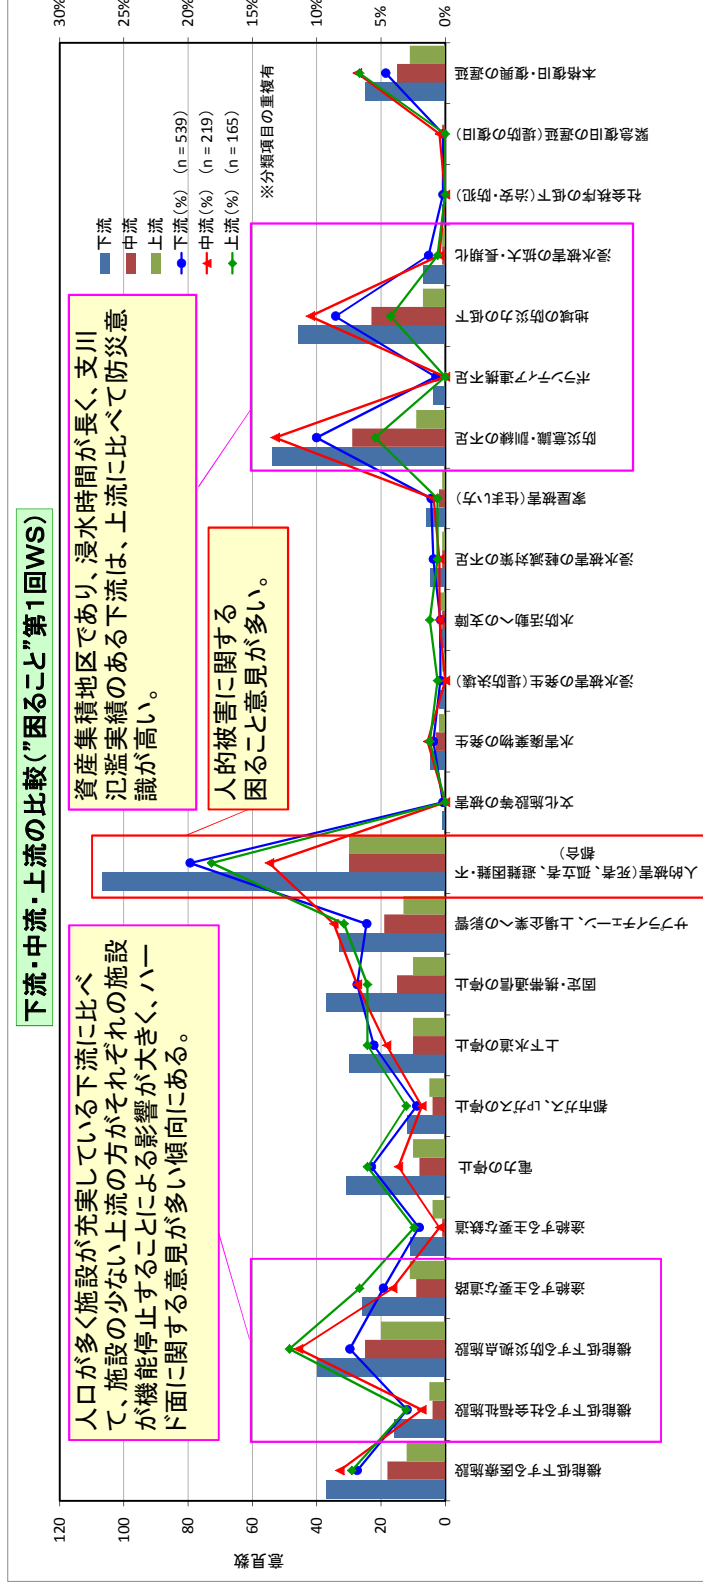 下流・中流・上流の比較("困ること"第1回WS)
人口が多く施設が充実している下流に比べ
て、施設の少ない上流の方がそれぞれの施設
が機能停止することによる影響が大きく、ハー
ド面に関する意見が多い傾向にある。
人的被害に関する
困ること意見が多い。
資産集積地区であり、浸水時間が長く、支川
氾濫実績のある下流は、上流に比べて防災意
識が高い。
下流
中流
上流
下流(%) (n=539)
中流(%) (n=219)
上流(%) (n=165)
※分類項目の重複有
意見数
120
100
80
60
40
20
0
30%
25%
20%
15%
10%
5%
0%
機能低下する医療施設
機能低下する社会福祉施設
機能低下する防災拠点施設
途絶する主要な道路
途絶する主要な鉄道
電力の停止
都市ガス、LPガスの停止
上下水道の停止
固定・携帯通信の停止
サプライチェーン、上場企業への影響
人的被害(死者、孤立者、避難困難・不
都合)
文化施設等の被害
水害廃棄物の発生
浸水被害の発生(堤防決壊)
水防活動への支障
浸水被害の軽減対策の不足
家屋被害(住まい方)
防災意識・訓練の不足
ボランティア連携不足
地域の防災力の低下
浸水被害の拡大・長期化
社会秩序の低下(治安・防犯)
緊急復旧の遅延(堤防の復旧)
本格復旧・復興の遅延